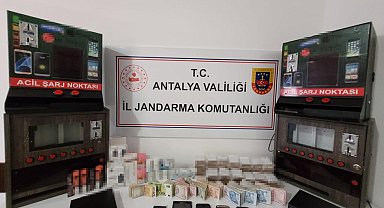 T.C.
ANTALYA VALİLİĞİ
İL JANDARMA KOMUTANLIĞI
ACİL ŞARJ NOKTASI
ACİL ŞARJ NOKTASI